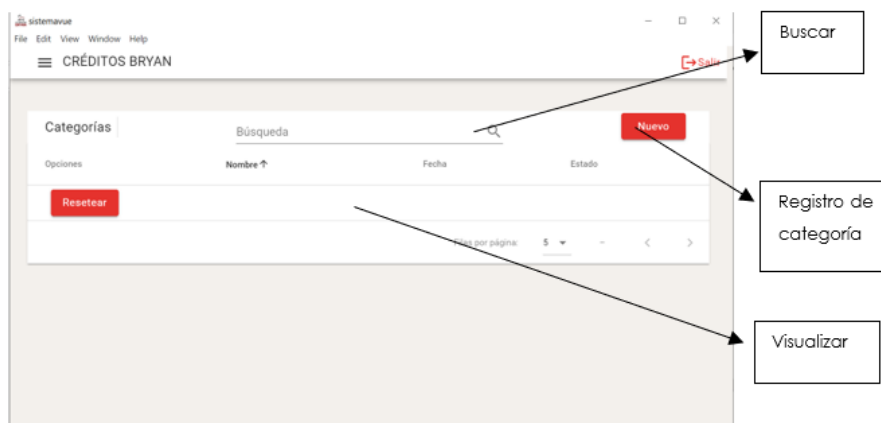 sistemavue
File Edit View Window Help
CRÉDITOS BRYAN
Salir
Buscar
Categorías
Búsqueda
Nuevo
Opciones
Nombre
Fecha
Estado
Resetear
Filas por página:
5
-
Registro de
categoría
Visualizar